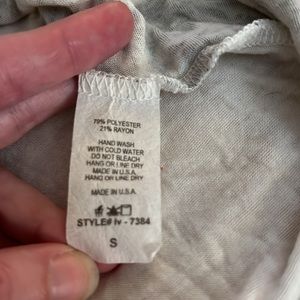 79% POLYESTER
21% RAYON
HAND WASH
WITH COLD WATER
DO NOT BLEACH
HANG OR LINE DRY
MADE IN U.S.A.
HANG OR LINE DRY
MADE IN U.S.A.
STYLE# lv - 7384
S